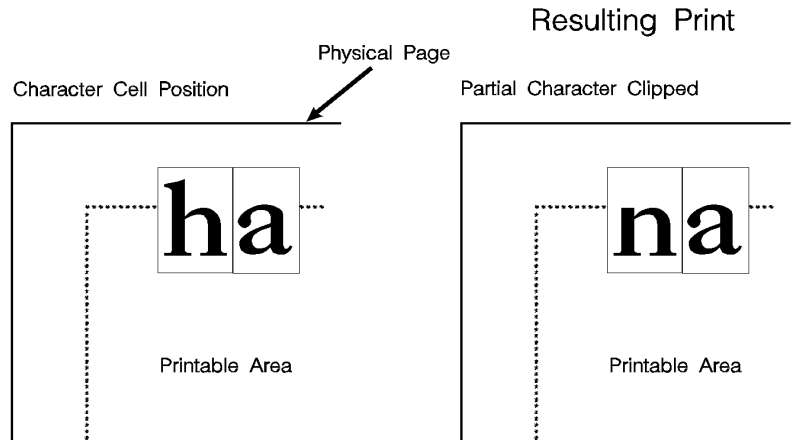 Resulting Print
Physical Page
Character Cell Position
Partial Character Clipped
ha
na
Printable Area
Printable Area